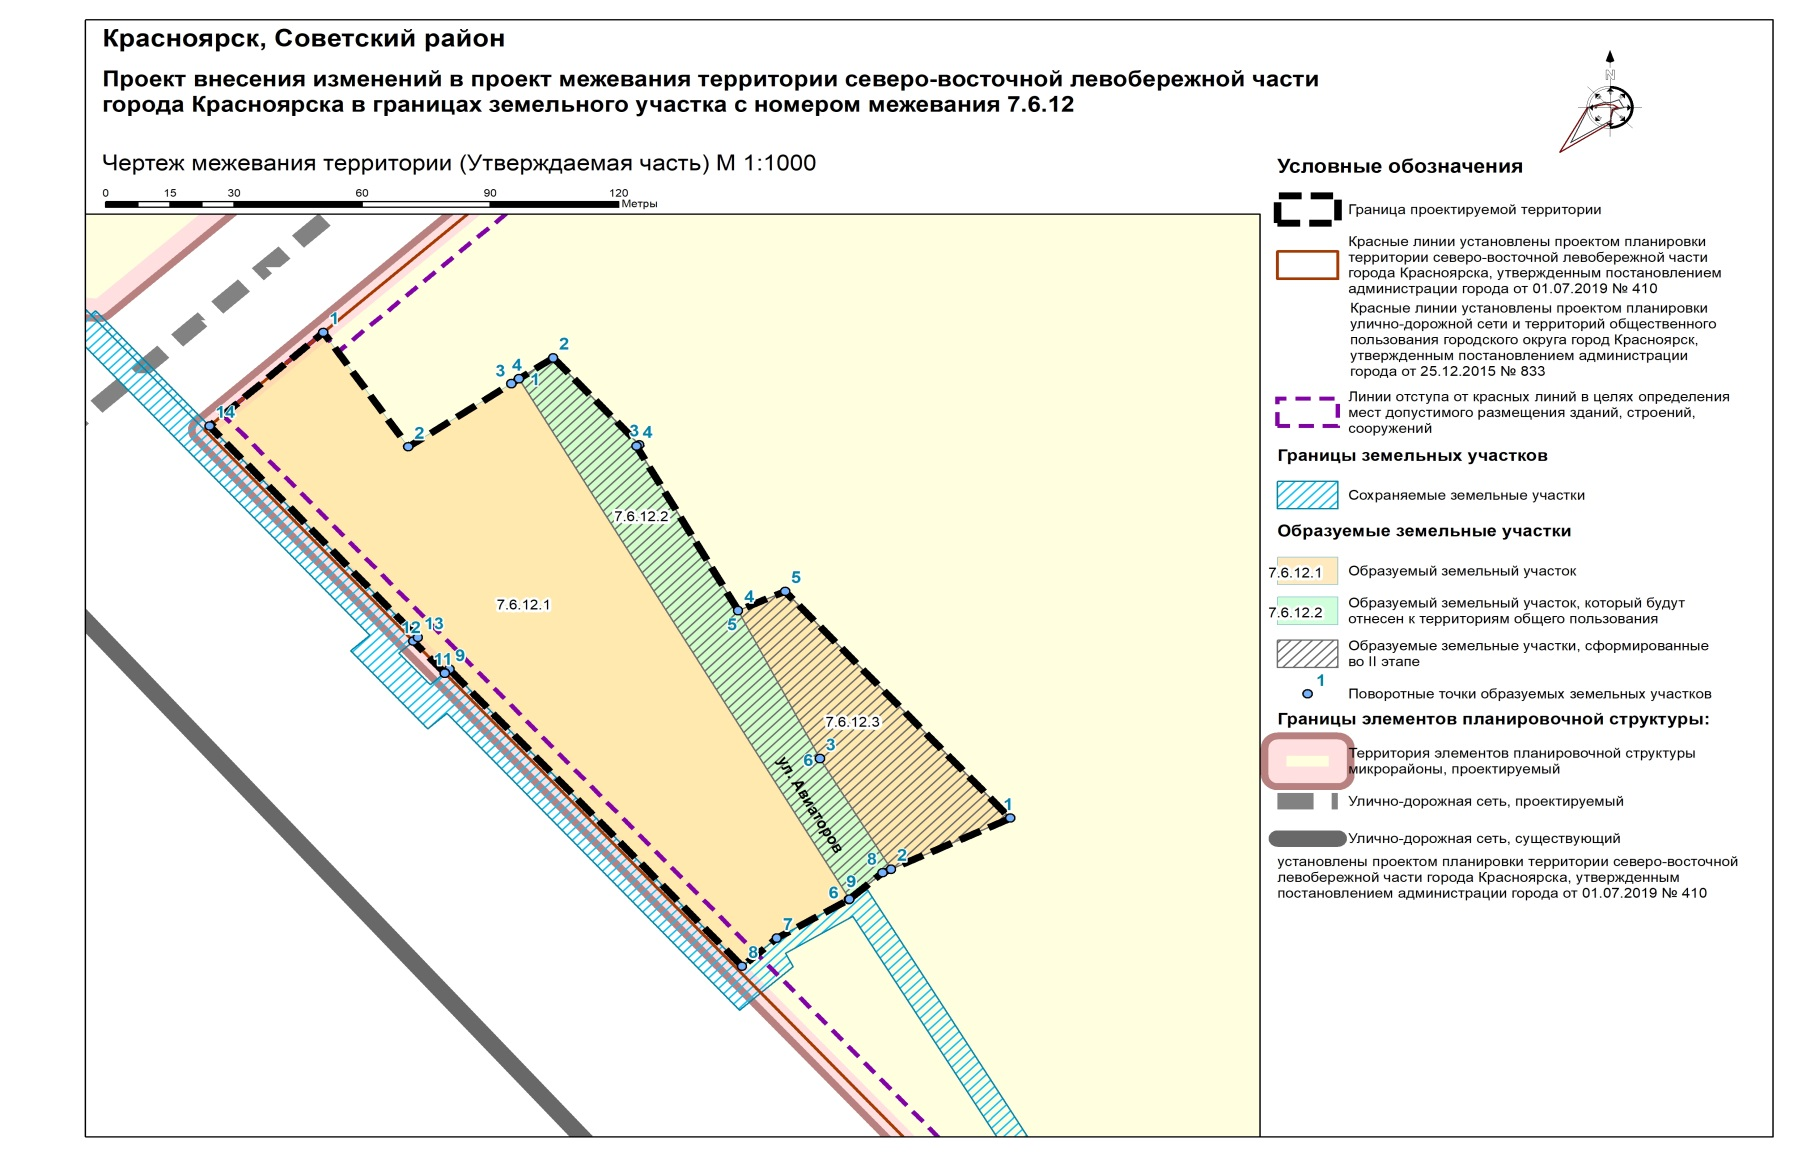 Красноярск, Советский район
Проект внесения изменений в проект межевания территории северо-восточной левобережной части
города Красноярска в границах земельного участка с номером межевания 7.6.12
Чертеж межевания территории (Утверждаемая часть) М 1:1000
0 15 30 60 90 120
Метры
N
1
2
3 4
1
2
14
2
3 4
7.6.12.2
5
4
5
7.6.12.1
12 13
11 9
7.6.12.3
3
6
ул. Авиаторов
1
8 2
6 9
7
8
Условные обозначения
Граница проектируемой территории
Красные линии установлены проектом планировки
территории северо-восточной левобережной части
города Красноярска, утвержденным постановлением
администрации города от 01.07.2019 № 410
Красные линии установлены проектом планировки
улично-дорожной сети и территорий общественного
пользования городского округа город Красноярск,
утвержденным постановлением администрации
города от 25.12.2015 № 833
Линии отступа от красных линий в целях определения
мест допустимого размещения зданий, строений,
сооружений
Границы земельных участков
Сохраняемые земельные участки
Образуемые земельные участки
7.6.12.1 Образуемый земельный участок
7.6.12.2 Образуемый земельный участок, который будут
отнесен к территориям общего пользования
Образуемые земельные участки, сформированные
во II этапе
1 Поворотные точки образуемых земельных участков
Границы элементов планировочной структуры:
Территория элементов планировочной структуры
микрорайоны, проектируемый
Улично-дорожная сеть, проектируемый
Улично-дорожная сеть, существующий
установлены проектом планировки территории северо-восточной
левобережной части города Красноярска, утвержденным
постановлением администрации города от 01.07.2019 № 410